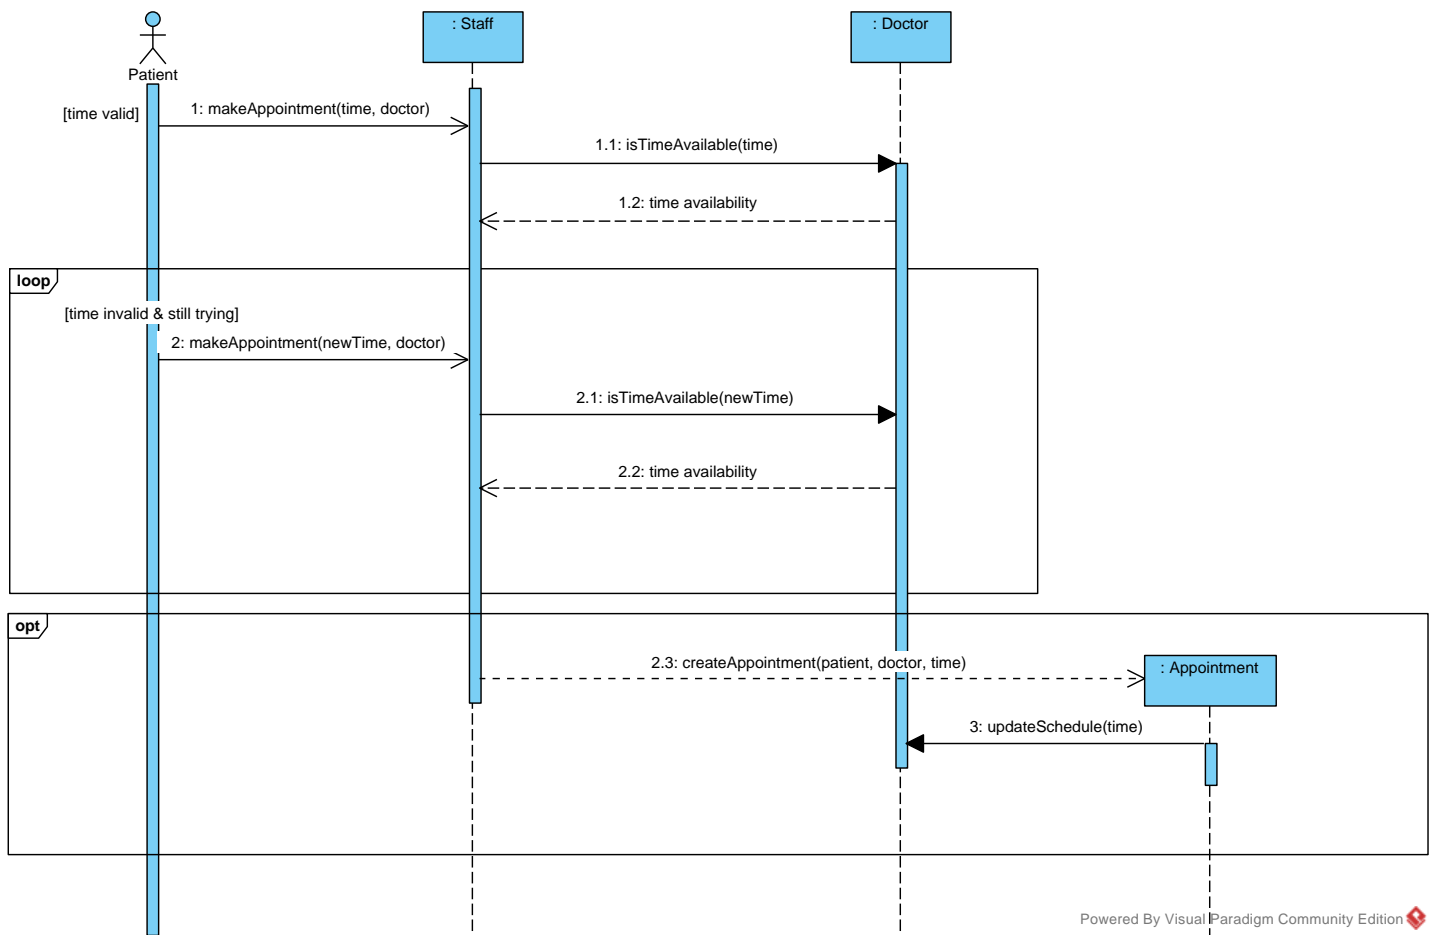 : Staff
: Doctor
Patient
[time valid]
1: makeAppointment(time, doctor)
1.1: isTimeAvailable(time)
1.2: time availability
loop
[time invalid & still trying]
2: makeAppointment(newTime, doctor)
2.1: isTimeAvailable(newTime)
2.2: time availability
opt
2.3: createAppointment(patient, doctor, time)
: Appointment
3: updateSchedule(time)
Powered By Visual Paradigm Community Edition